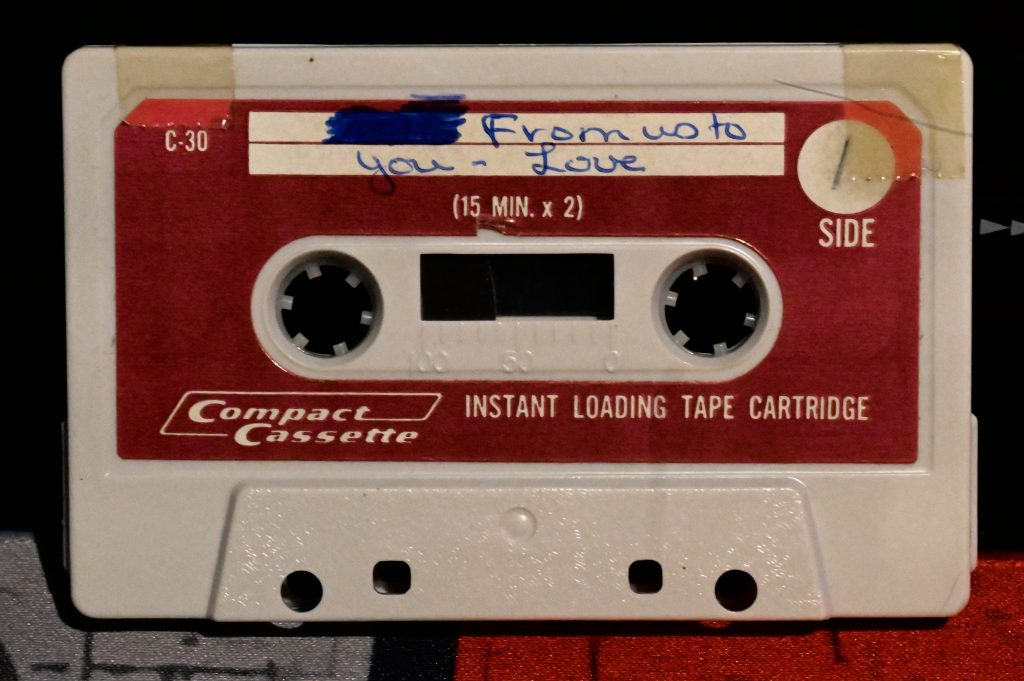 C-30
From us to
you - Love
1
(15 MIN. x 2)
SIDE
100 50 0
Compact
Cassette
INSTANT LOADING TAPE CARTRIDGE